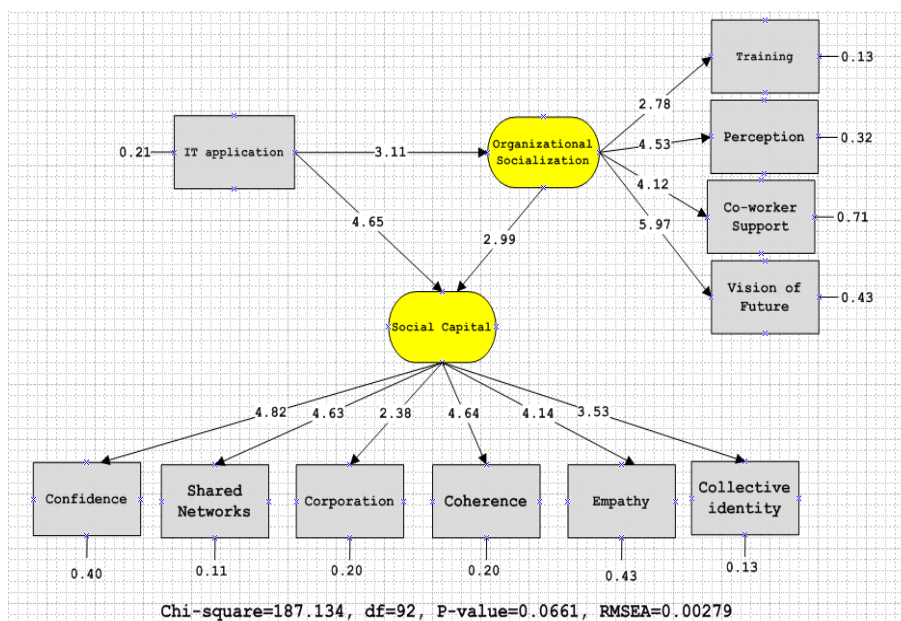 Training
0.13
2.78
Organizational
Socialization
4.53
Perception
0.32
0.21
IT application
3.11
4.12
Co-worker
Support
0.71
4.65
2.99
5.97
Vision of
Future
0.43
Social Capital
4.82
4.63
2.38
4.64
4.14
3.53
Confidence
Shared
Networks
Corporation
Coherence
Empathy
Collective
identity
0.40
0.11
0.20
0.20
0.43
0.13
Chi-square=187.134, df=92, P-value=0.0661, RMSEA=0.00279